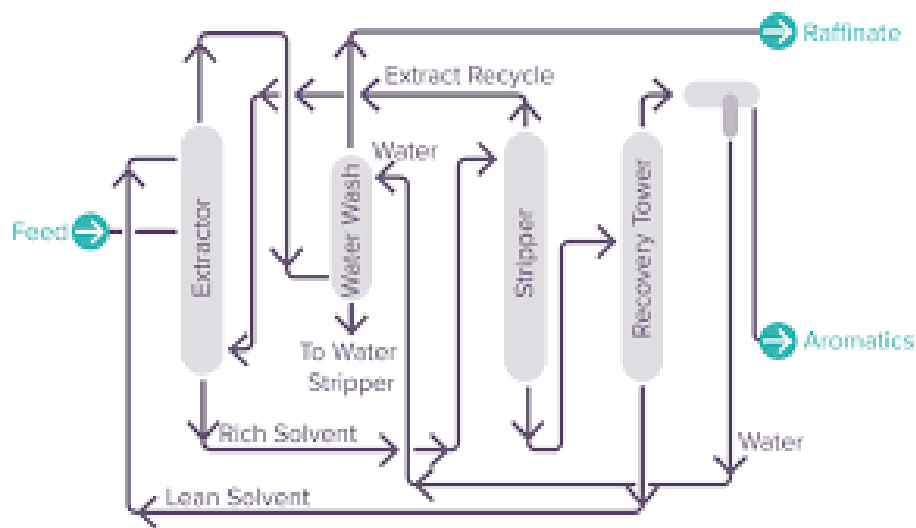 Raffinate
Extract Recycle
Water
Feed
Extractor
Water Wash
Stripper
Recovery Tower
To Water
Stripper
Aromatics
Rich Solvent
Water
Lean Solvent